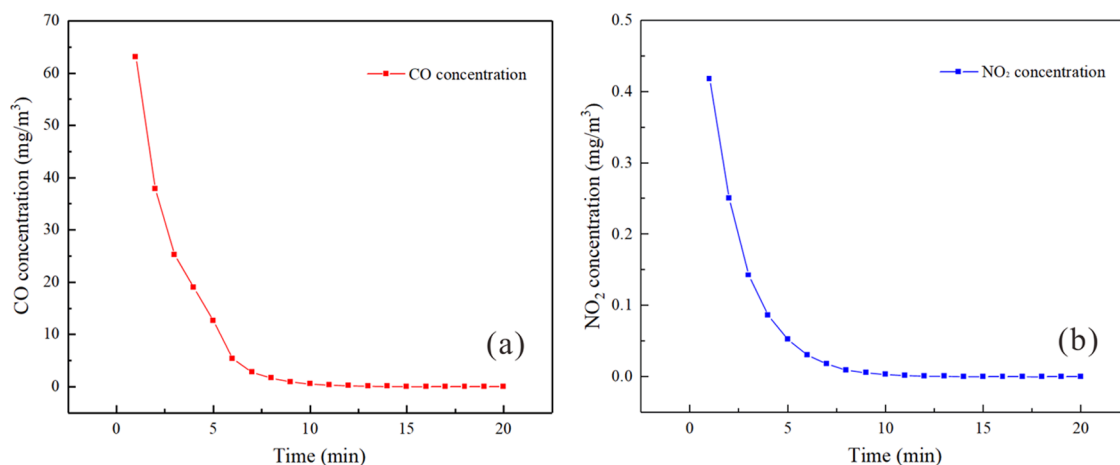 70
60
50
40
30
20
10
0
CO concentration (mg/m³)
CO concentration
(a)
0 5 10 15 20
Time (min)
0.5
0.4
0.3
0.2
0.1
0.0
NO₂ concentration (mg/m³)
NO₂ concentration
(b)
0 5 10 15 20
Time (min)